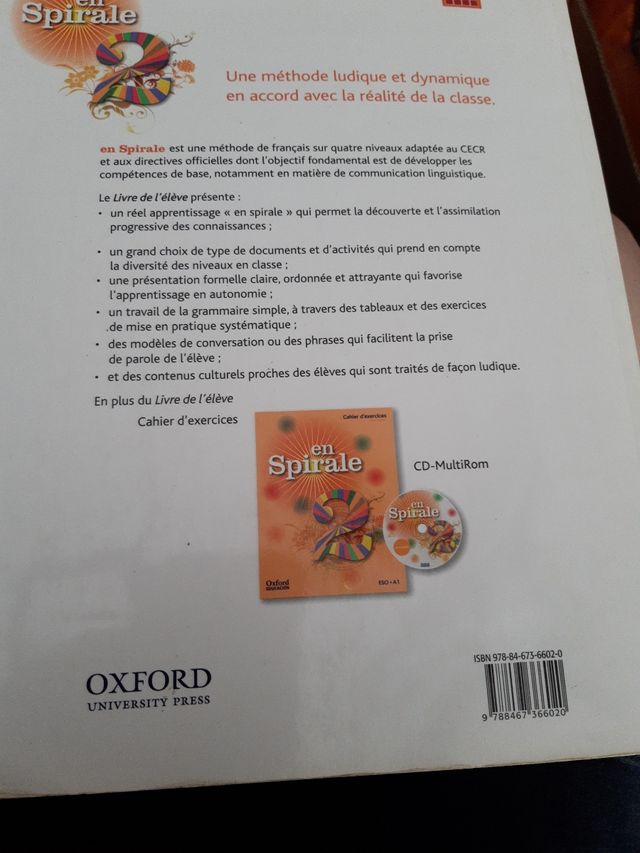 en
Spirale
2
Une méthode ludique et dynamique
en accord avec la réalité de la classe.
en Spirale est une méthode de français sur quatre niveaux adaptée au CECR
et aux directives officielles dont l'objectif fondamental est de développer les
compétences de base, notamment en matière de communication linguistique.
Le Livre de l'élève présente :
• un réel apprentissage « en spirale » qui permet la découverte et l'assimilation
progressive des connaissances ;
• un grand choix de type de documents et d'activités qui prend en compte
la diversité des niveaux en classe ;
• une présentation formelle claire, ordonnée et attrayante qui favorise
l'apprentissage en autonomie ;
• un travail de la grammaire simple, à travers des tableaux et des exercices
de mise en pratique systématique ;
• des modèles de conversation ou des phrases qui facilitent la prise
de parole de l'élève ;
• et des contenus culturels proches des élèves qui sont traités de façon ludique.
En plus du Livre de l'élève
Cahier d'exercices
Cahier d'exercices
en
Spirale
2
Oxford
EDUCACIÓN
ESO • A1
CD-MultiRom
en
Spirale
2
OXFORD
UNIVERSITY PRESS
ISBN 978-84-673-6602-0
9 788467 366020